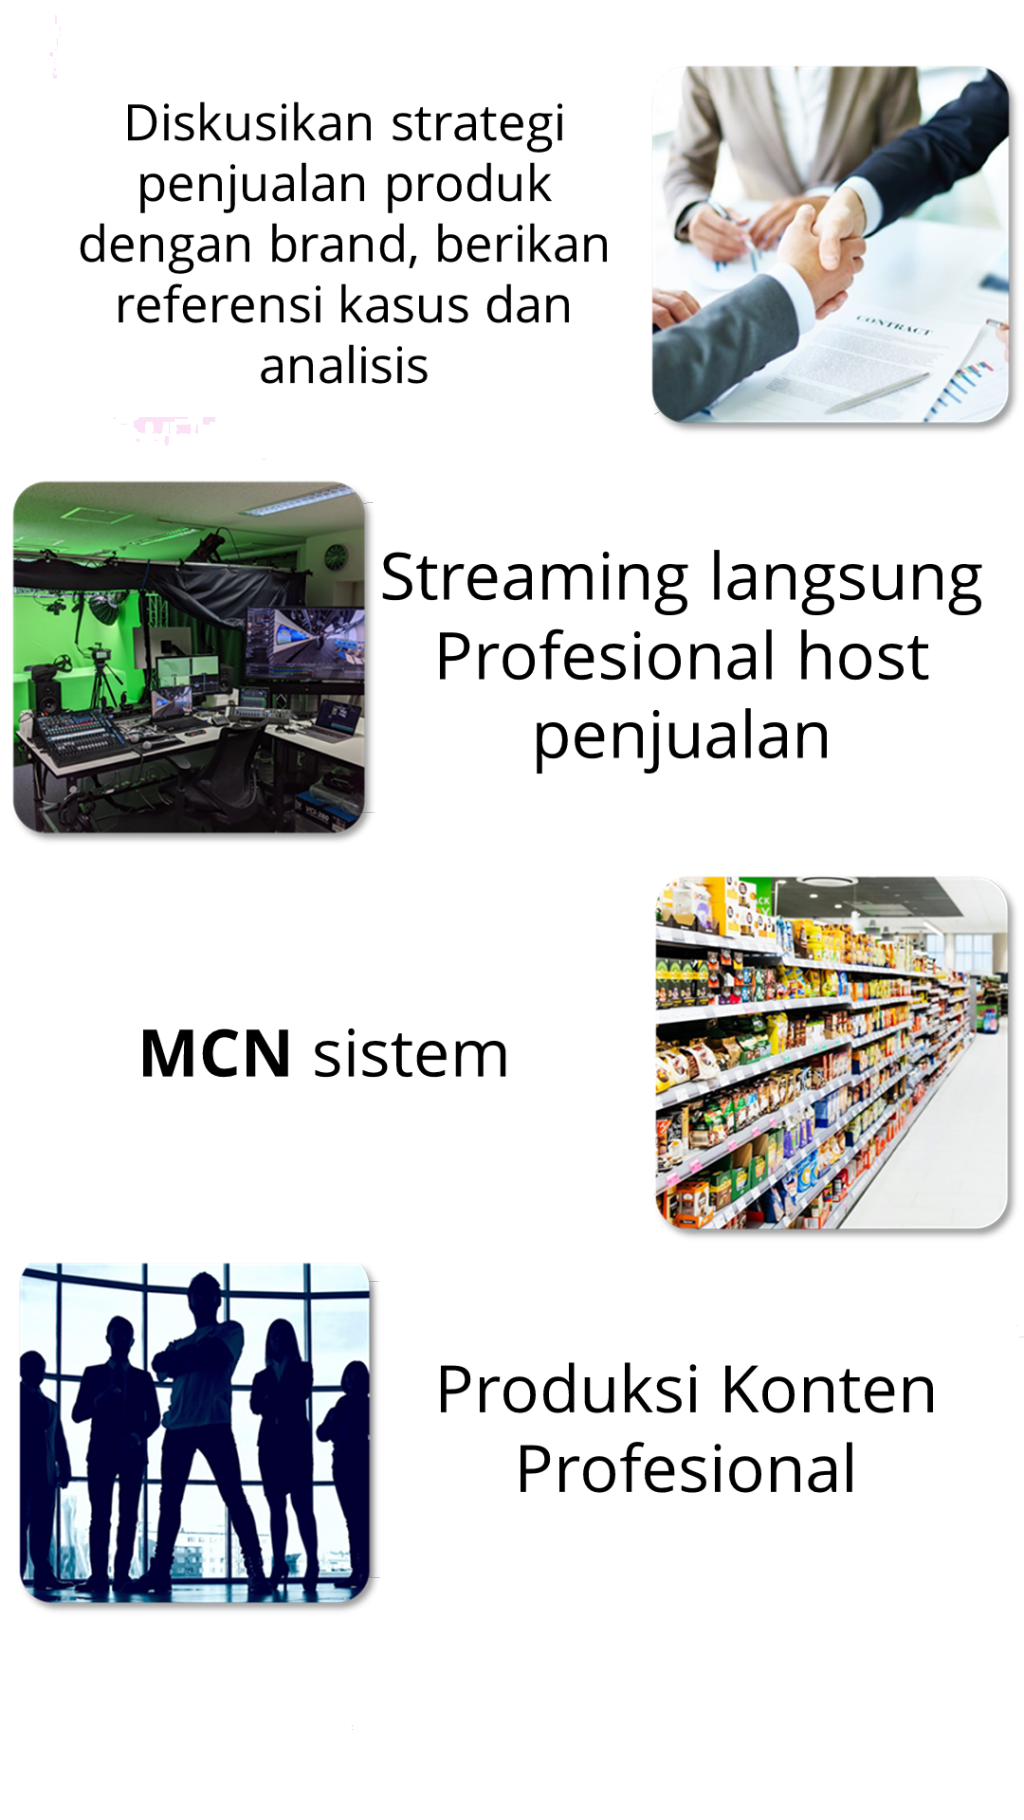 Diskusikan strategi
penjualan produk
dengan brand, berikan
referensi kasus dan
analisis
CONTRACT
Streaming langsung
Profesional host
penjualan
MCN sistem
Produksi Konten
Profesional